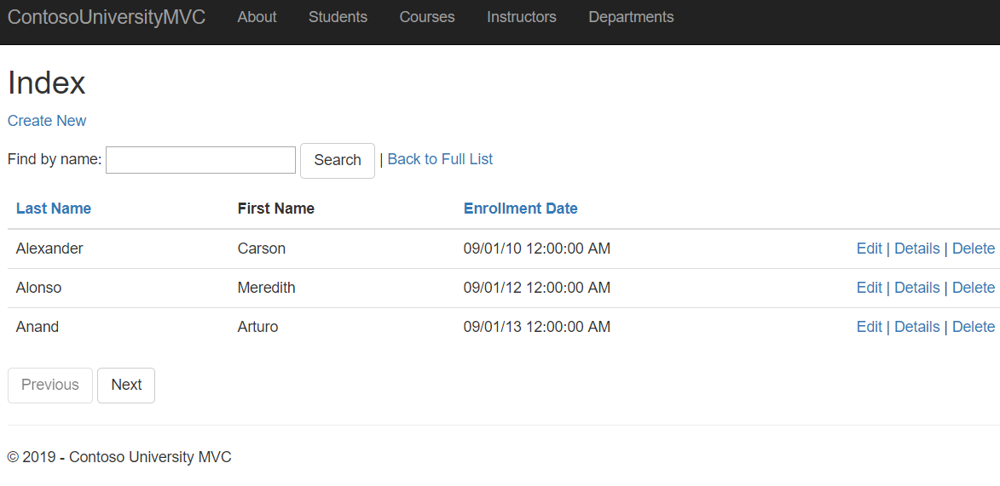 ContosoUniversityMVC About Students Courses Instructors Departments
Index
Create New
Find by name: Search | Back to Full List
Last Name First Name Enrollment Date
Alexander Carson 09/01/10 12:00:00 AM Edit | Details | Delete
Alonso Meredith 09/01/12 12:00:00 AM Edit | Details | Delete
Anand Arturo 09/01/13 12:00:00 AM Edit | Details | Delete
Previous Next
© 2019 - Contoso University MVC